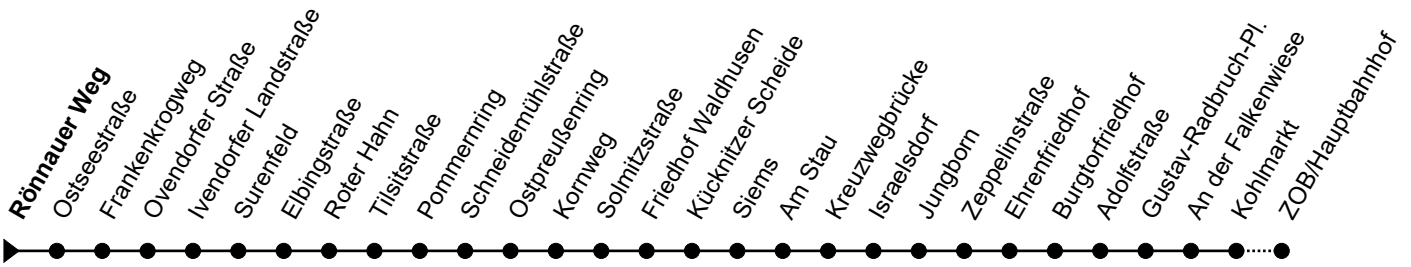 Rönnauer Weg
Ostseestraße
Frankenkrogweg
Ovendorfer Straße
Ivendorfer Landstraße
Surenfeld
Elbingstraße
Roter Hahn
Tilsitstraße
Pommernring
Schneidemühlstraße
Ostpreußenring
Kornweg
Solmitzstraße
Friedhof Waldhusen
Kücknitzer Scheide
Siems
Am Stau
Kreuzwegbrücke
Israelsdorf
Jungborn
Zeppelinstraße
Ehrenfriedhof
Burgtorfriedhof
Adolfstraße
Gustav-Radbruch-Pl.
An der Falkenwiese
Kohlmarkt
ZOB/Hauptbahnhof